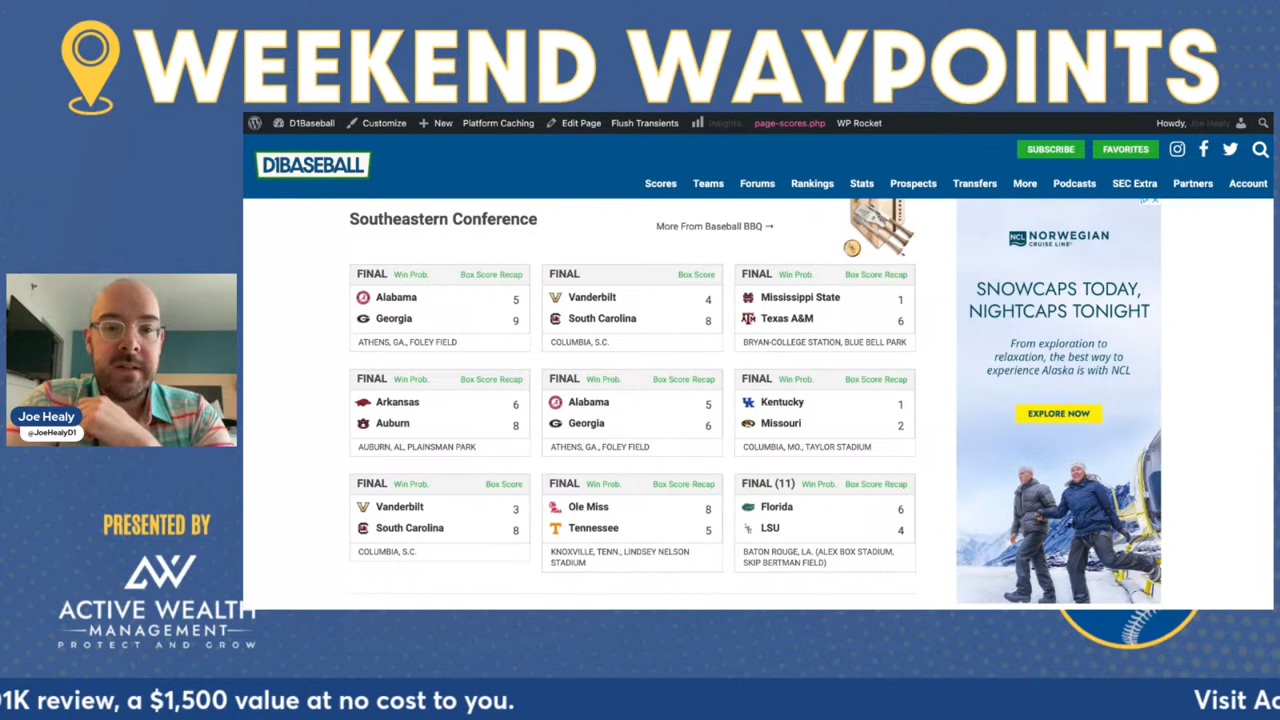 WEEKEND WAYPOINTS
D1Baseball Customize New Platform Caching Edit Page Flush Transients Insights page-scores.php WP Rocket Howdy, Joe Healy
D1BASEBALL
SUBSCRIBE FAVORITES
Scores Teams Forums Rankings Stats Prospects Transfers More Podcasts SEC Extra Partners Account
Southeastern Conference
More From Baseball BBQ →
FINAL Win Prob. Box Score Recap
Alabama 5
Georgia 9
ATHENS, GA., FOLEY FIELD
FINAL Box Score
Vanderbilt 4
South Carolina 8
COLUMBIA, S.C.
FINAL Win Prob. Box Score Recap
Mississippi State 1
Texas A&M 6
BRYAN-COLLEGE STATION, BLUE BELL PARK
FINAL Win Prob. Box Score Recap
Arkansas 6
Auburn 8
AUBURN, AL, PLAINSMAN PARK
FINAL Win Prob. Box Score Recap
Alabama 5
Georgia 6
ATHENS, GA., FOLEY FIELD
FINAL Win Prob. Box Score Recap
Kentucky 1
Missouri 2
COLUMBIA, MO., TAYLOR STADIUM
FINAL Win Prob. Box Score
Vanderbilt 3
South Carolina 8
COLUMBIA, S.C.
FINAL Win Prob. Box Score Recap
Ole Miss 8
Tennessee 5
KNOXVILLE, TENN., LINDSEY NELSON
STADIUM
FINAL (11) Win Prob. Box Score Recap
Florida 6
LSU 4
BATON ROUGE, LA. (ALEX BOX STADIUM,
SKIP BERTMAN FIELD)
NCL NORWEGIAN
CRUISE LINE®
SNOWCAPS TODAY,
NIGHTCAPS TONIGHT
From exploration to
relaxation, the best way to
experience Alaska is with NCL
EXPLORE NOW
Joe Healy
@JoeHealyD1
PRESENTED BY
AW
ACTIVE WEALTH
MANAGEMENT
PROTECT AND GROW
01K review, a $1,500 value at no cost to you.
Visit Ac